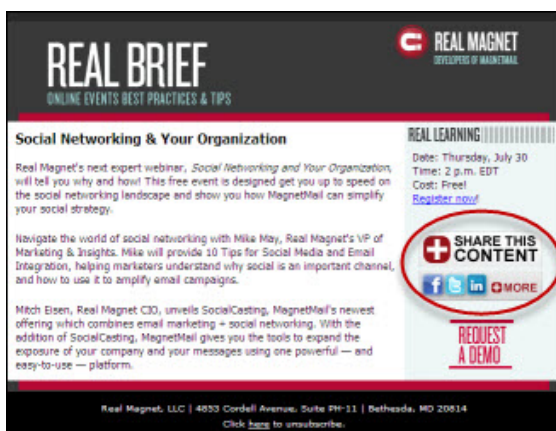 REAL BRIEF
ONLINE EVENTS BEST PRACTICES & TIPS
REAL MAGNET
DEVELOPERS OF MAGNETMAIL
Social Networking & Your Organization
Real Magnet's next expert webinar, Social Networking and Your Organization,
will tell you why and how! This free event is designed get you up to speed on
the social networking landscape and show you how MagnetMail can simplify
your social strategy.
Navigate the world of social networking with Mike May, Real Magnet's VP of
Marketing & Insights. Mike will provide 10 Tips for Social Media and Email
Integration, helping marketers understand why social is an important channel,
and how to use it to amplify email campaigns.
Mitch Eisen, Real Magnet CIO, unveils SocialCasting, MagnetMail's newest
offering which combines email marketing + social networking. With the
addition of SocialCasting, MagnetMail gives you the tools to expand the
exposure of your company and your messages using one powerful — and
easy-to-use — platform.
REAL LEARNING
Date: Thursday, July 30
Time: 2 p.m. EDT
Cost: Free!
Register now!
SHARE THIS
CONTENT
f t in MORE
REQUEST
A DEMO
Real Magnet, LLC | 4853 Cordell Avenue, Suite PH-11 | Bethesda, MD 20814
Click here to unsubscribe.